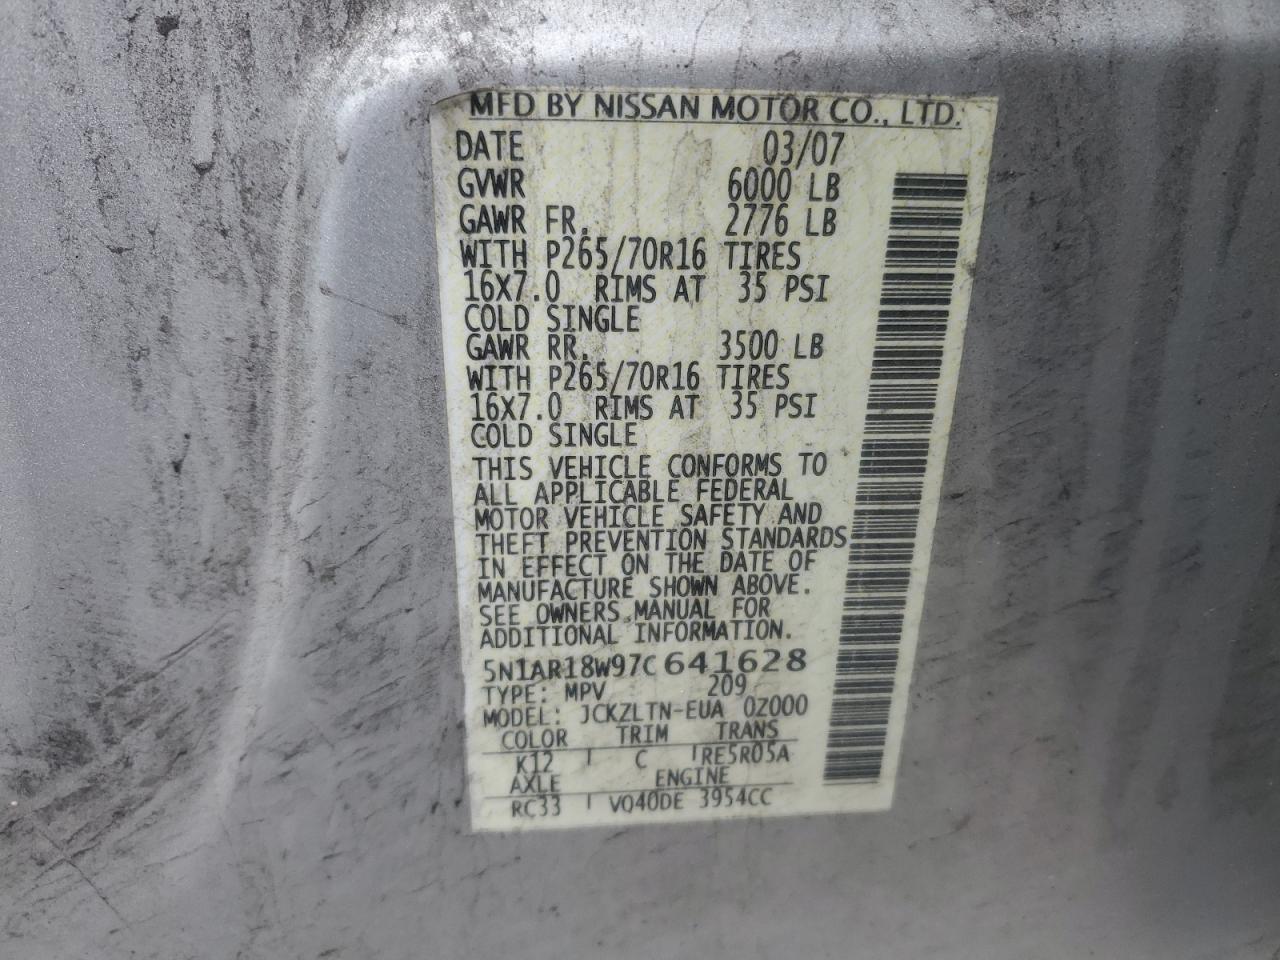 MFD BY NISSAN MOTOR CO., LTD.
DATE 03/07
GVWR 6000 LB
GAWR FR. 2776 LB
WITH P265/70R16 TIRES
16X7.0 RIMS AT 35 PSI
COLD SINGLE
GAWR RR. 3500 LB
WITH P265/70R16 TIRES
16X7.0 RIMS AT 35 PSI
COLD SINGLE
THIS VEHICLE CONFORMS TO
ALL APPLICABLE FEDERAL
MOTOR VEHICLE SAFETY AND
THEFT PREVENTION STANDARDS
IN EFFECT ON THE DATE OF
MANUFACTURE SHOWN ABOVE.
SEE OWNERS MANUAL FOR
ADDITIONAL INFORMATION.
5N1AR18W97C641628
TYPE: MPV 209
MODEL: JCKZLTN-EUA 0Z000
COLOR TRIM TRANS
K12 C RE5R05A
AXLE ENGINE
RC33 VQ40DE 3954CC